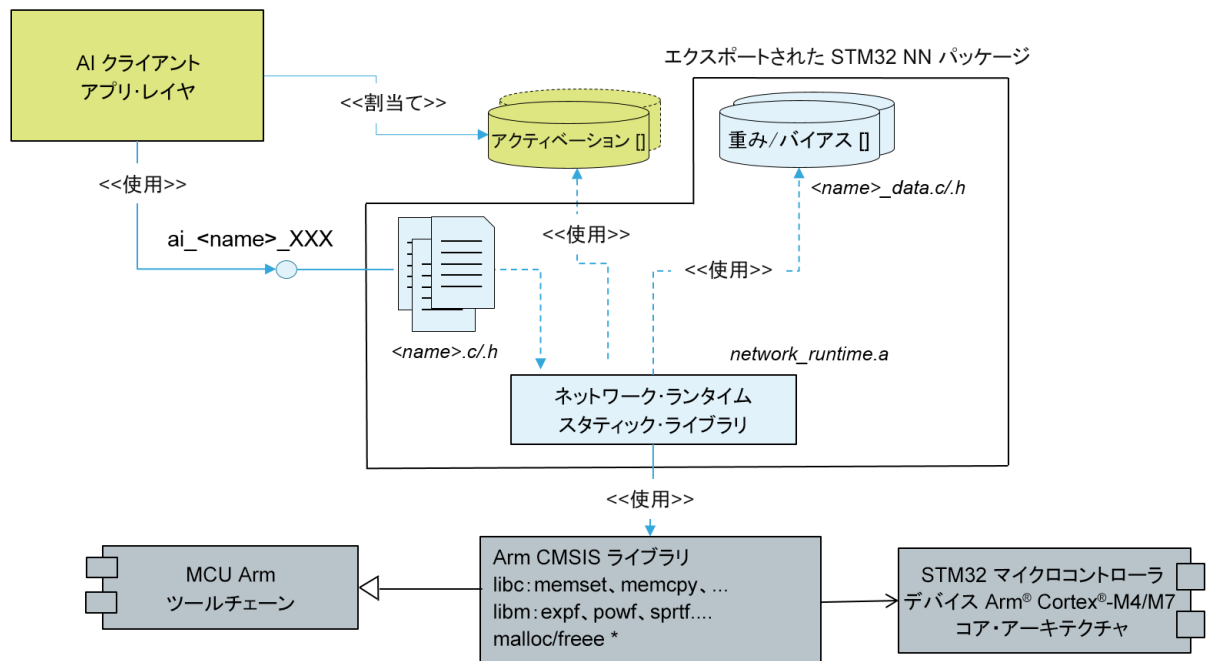 AI クライアント
アプリ・レイヤ
エクスポートされた STM32 NN パッケージ
<<割当て>>
アクティベーション []
重み/バイアス []
<<使用>>
<name>_data.c/.h
ai_<name>_XXX
<<使用>>
<<使用>>
<name>.c/.h
network_runtime.a
ネットワーク・ランタイム
スタティック・ライブラリ
<<使用>>
MCU Arm
ツールチェーン
Arm CMSIS ライブラリ
libc:memset、memcpy、...
libm:expf、powf、sprtf....
malloc/freee *
STM32 マイクロコントローラ
デバイス Arm® Cortex®-M4/M7
コア・アーキテクチャ